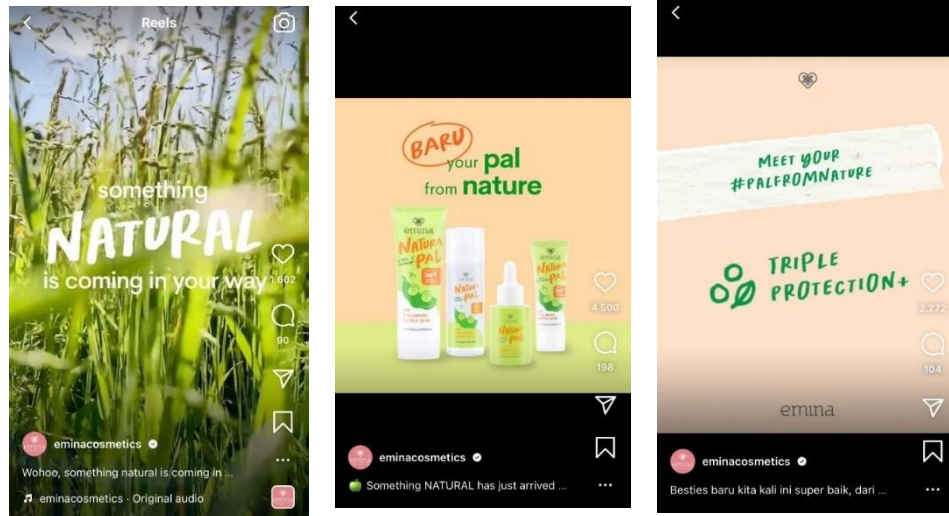 Reels
something
NATURAL
is coming in your way
1.602
90
eminacosmetics
Wohoo, something natural is coming in ...
eminacosmetics · Original audio
BARU
your pal
from nature
emina
NATURA
PAL
emina
Natura
PAL
Natura
PAL
emina
NATURA
PAL
4.500
198
eminacosmetics
🍏 Something NATURAL has just arrived ...
MEET YOUR
#PALFROMNATURE
TRIPLE
PROTECTION+
2.272
104
emina
eminacosmetics
Besties baru kita kali ini super baik, dari ...